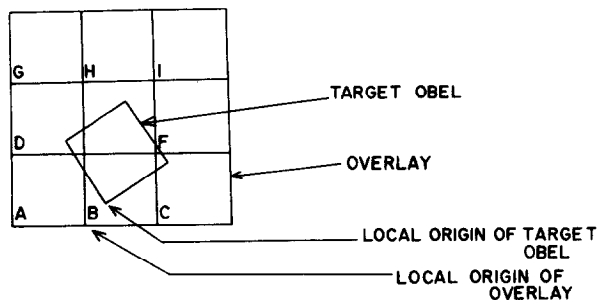 G H I
TARGET OBEL
D F
OVERLAY
A B C
LOCAL ORIGIN OF TARGET
OBEL
LOCAL ORIGIN OF
OVERLAY